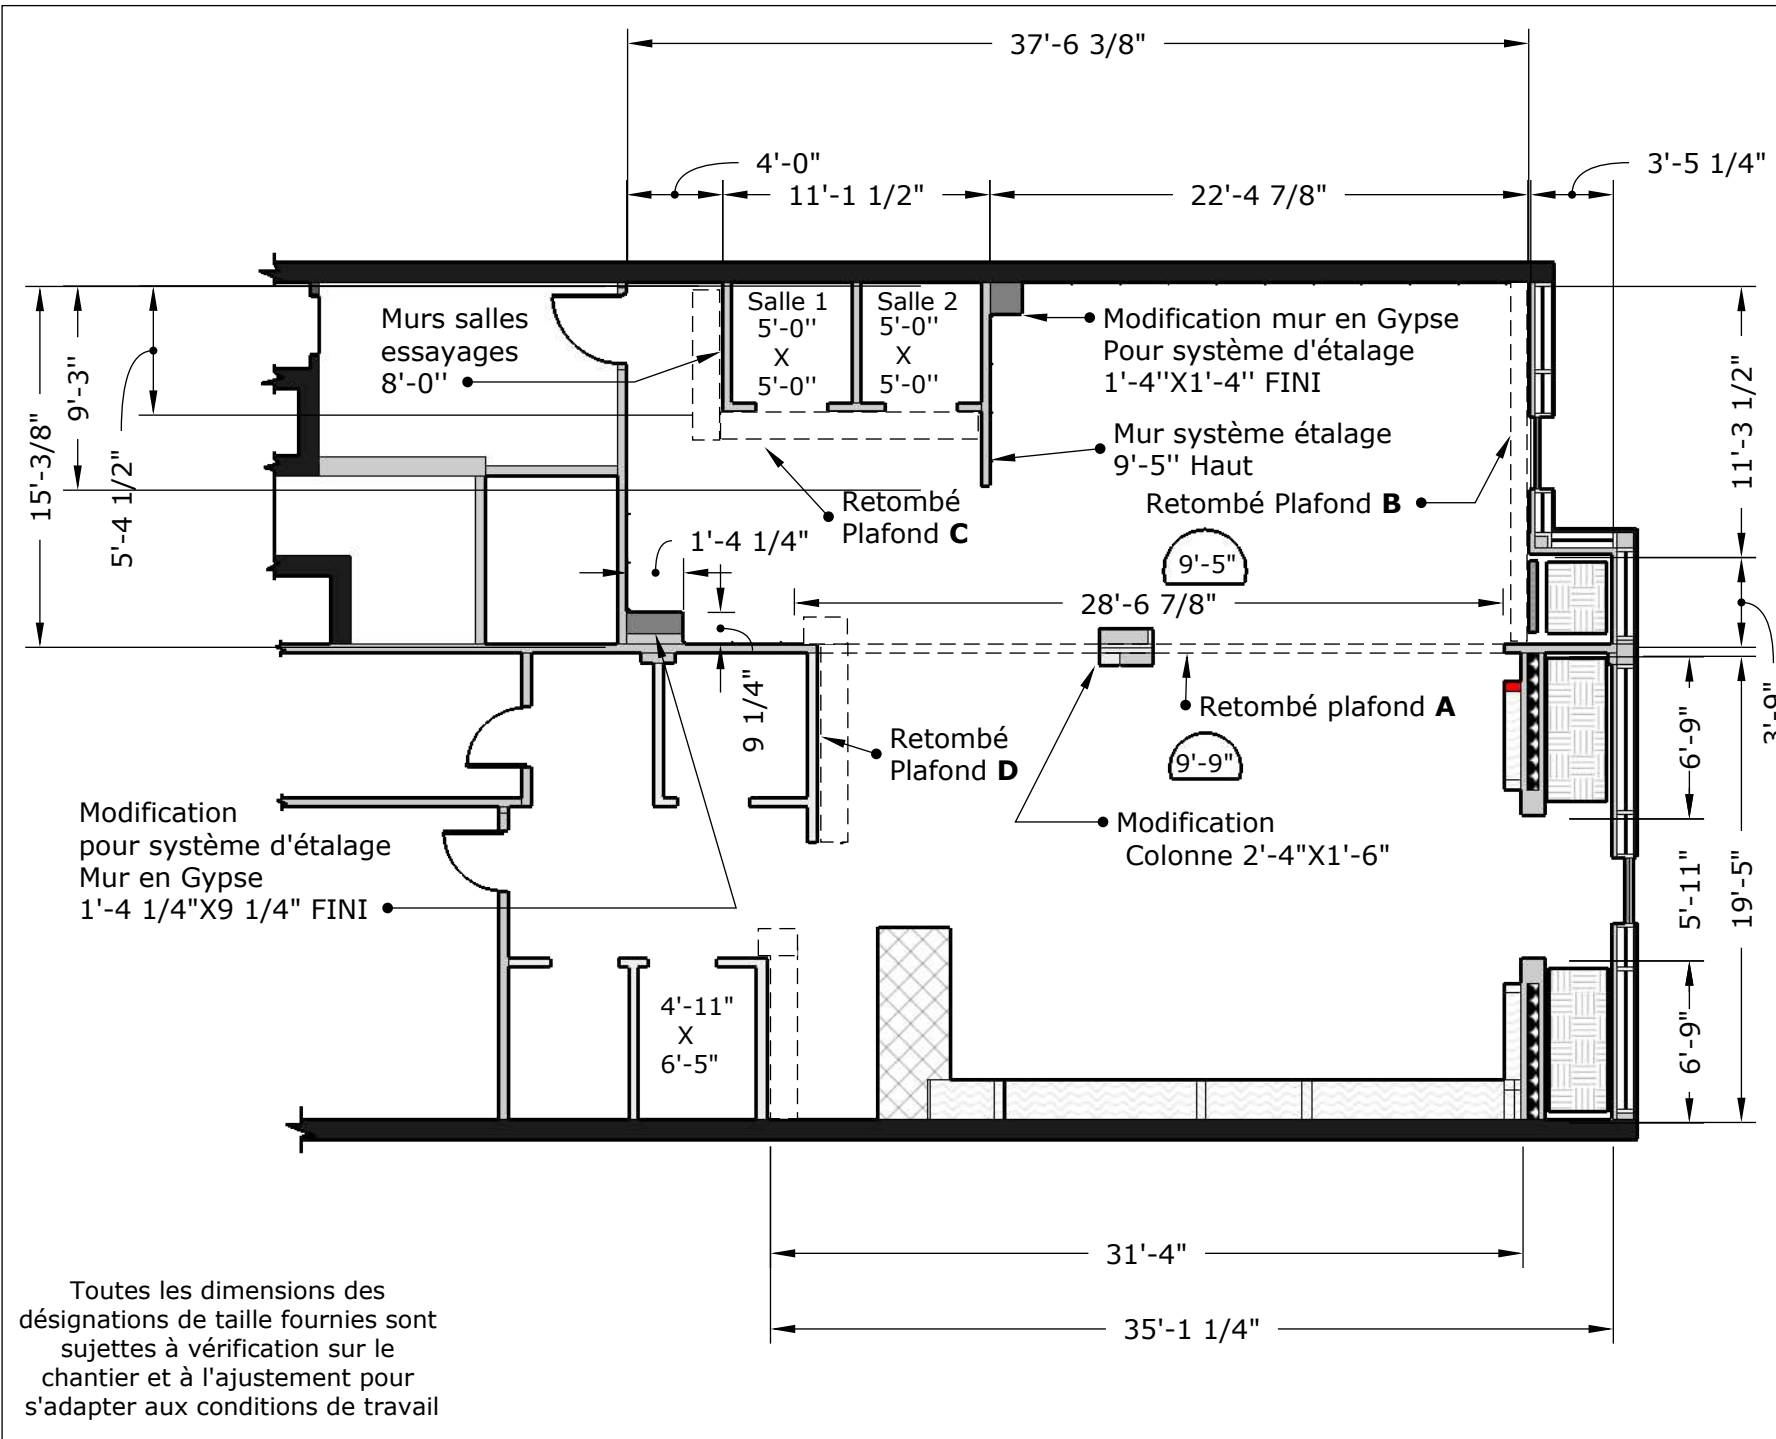 37'-6 3/8"
4'-0"
3'-5 1/4"
11'-1 1/2"
22'-4 7/8"
Salle 1
5'-0''
X
5'-0''
Salle 2
5'-0''
X
5'-0''
Murs salles
essayages
8'-0''
Modification mur en Gypse
Pour système d'étalage
1'-4''X1'-4'' FINI
Mur système étalage
9'-5'' Haut
Retombé Plafond B
Retombé
Plafond C
15'-3/8"
9'-3"
5'-4 1/2"
11'-3 1/2"
1'-4 1/4"
9'-5"
28'-6 7/8"
9 1/4"
3'-9"
Retombé plafond A
Retombé
Plafond D
9'-9"
6'-9"
Modification
Colonne 2'-4"X1'-6"
Modification
pour système d'étalage
Mur en Gypse
1'-4 1/4"X9 1/4" FINI
5'-11"
19'-5"
4'-11"
X
6'-5"
6'-9"
31'-4"
35'-1 1/4"
Toutes les dimensions des
désignations de taille fournies sont
sujettes à vérification sur le
chantier et à l'ajustement pour
s'adapter aux conditions de travail